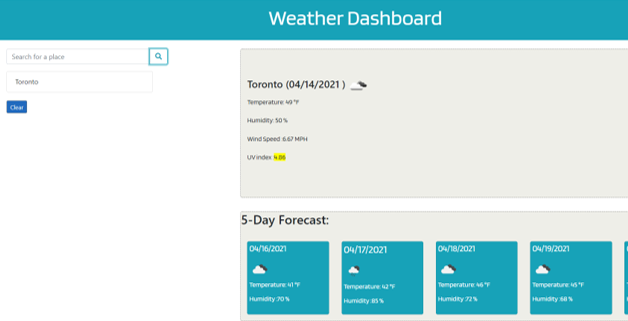 Weather Dashboard
Search for a place
Toronto
Clear
Toronto (04/14/2021 )
Temperature: 49 °F
Humidity: 50 %
Wind Speed: 6.67 MPH
UV index: 4.86
5-Day Forecast:
04/16/2021
Temperature: 41 °F
Humidity: 70 %
04/17/2021
Temperature: 42 °F
Humidity: 85 %
04/18/2021
Temperature: 46 °F
Humidity: 72 %
04/19/2021
Temperature: 45 °F
Humidity: 68 %